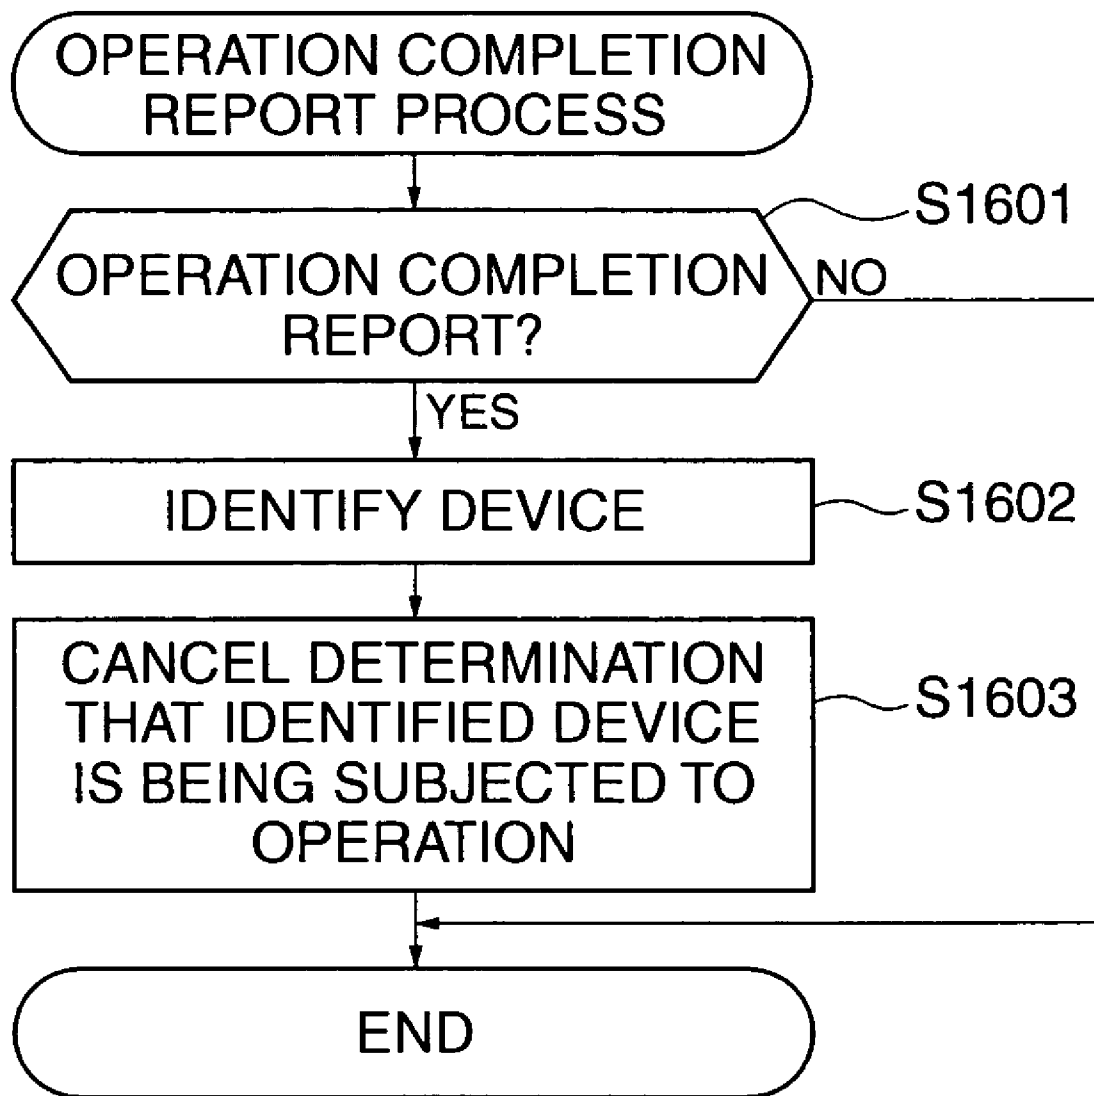 OPERATION COMPLETION
REPORT PROCESS
S1601
OPERATION COMPLETION
REPORT?
NO
YES
IDENTIFY DEVICE
S1602
CANCEL DETERMINATION
THAT IDENTIFIED DEVICE
IS BEING SUBJECTED TO
OPERATION
S1603
END